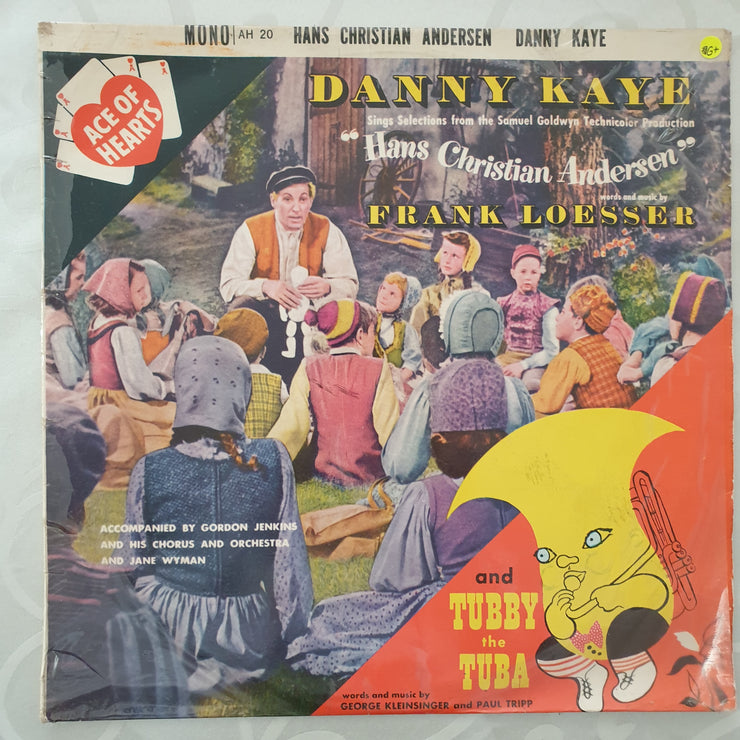 MONO AH 20 HANS CHRISTIAN ANDERSEN DANNY KAYE
G+
ACE OF
HEARTS
DANNY KAYE
Sings Selections from the Samuel Goldwyn Technicolor Production
"Hans Christian Andersen"
words and music by
FRANK LOESSER
ACCOMPANIED BY GORDON JENKINS
AND HIS CHORUS AND ORCHESTRA
AND JANE WYMAN
and
TUBBY
the
TUBA
words and music by
GEORGE KLEINSINGER and PAUL TRIPP